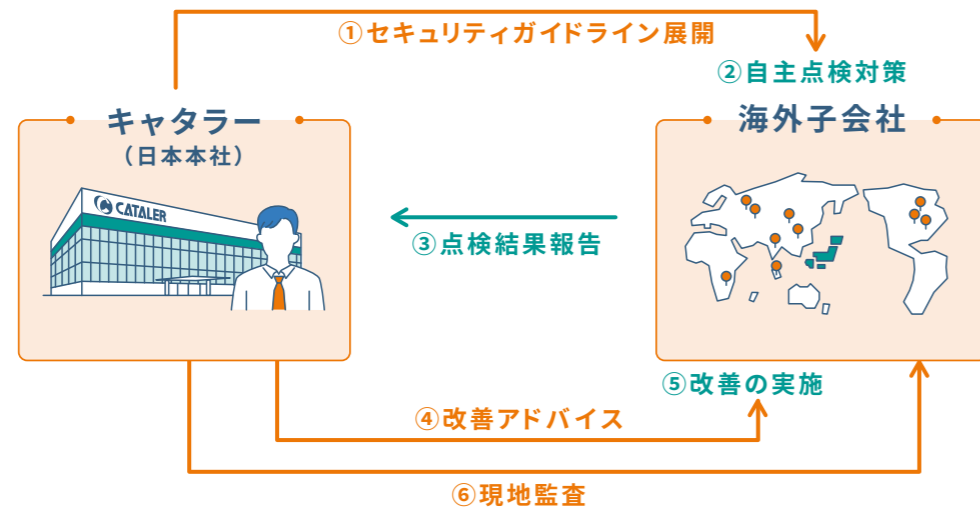 ①セキュリティガイドライン展開
②自主点検対策
キャタラー
（日本本社）
海外子会社
CATALER
③点検結果報告
⑤改善の実施
④改善アドバイス
⑥現地監査